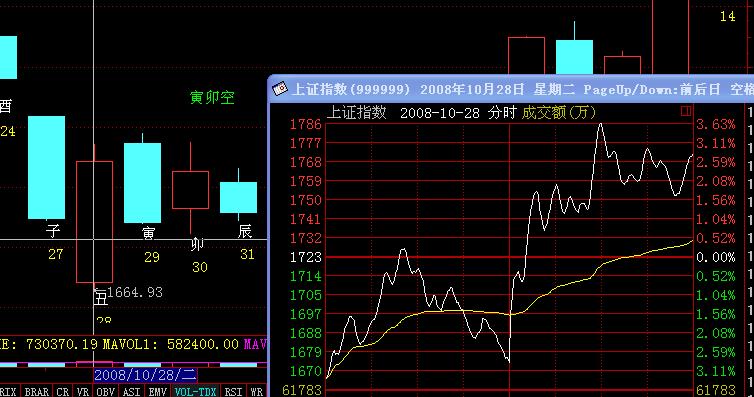 14
酉
24
寅卯空
子
27
丑
1664.93
28
寅
29
卯
30
辰
31
730370.19 MAVOL1: 582400.00 MAV
2008/10/28/二
RIX BRAR CR VR OBV ASI EMV VOL-TDX RSI WR
上证指数(999999) 2008年10月28日 星期二 PageUp/Down:前后日 空格
上证指数 2008-10-28 分时 成交额(万)
1786 3.63%
1777 3.11%
1768 2.59%
1759 2.08%
1750 1.56%
1741 1.04%
1732 0.52%
1723 0.00%
1714 0.52%
1705 1.04%
1697 1.56%
1688 2.08%
1679 2.59%
1670 3.11%
61783 61783